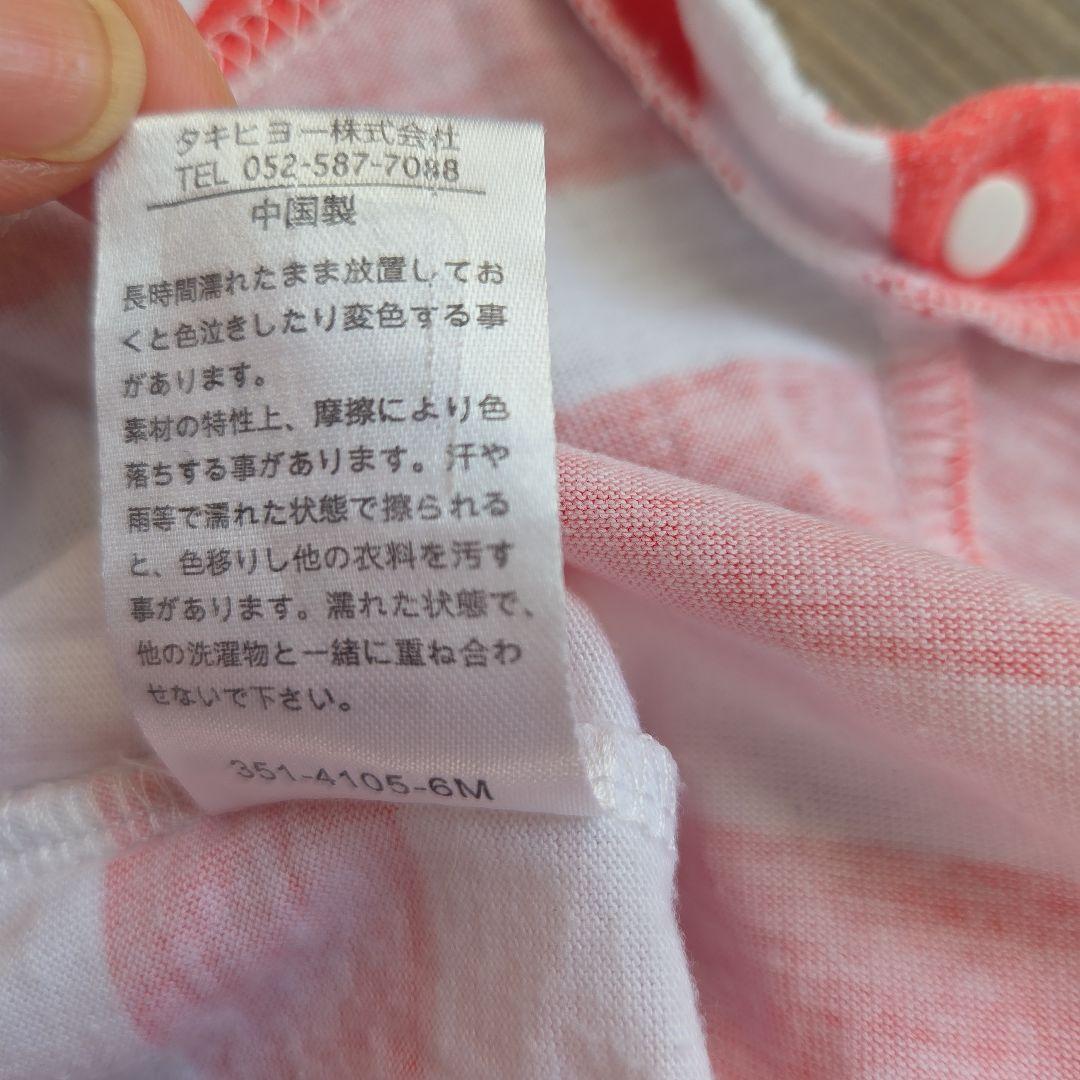 タキヒヨー株式会社
TEL 052-587-7088
中国製
長時間濡れたまま放置してお
くと色泣きしたり変色する事
があります。
素材の特性上、摩擦により色
落ちする事があります。汗や
雨等で濡れた状態で擦られる
と、色移りし他の衣料を汚す
事があります。濡れた状態で、
他の洗濯物と一緒に重ね合わ
せないで下さい。
351-4105-6M